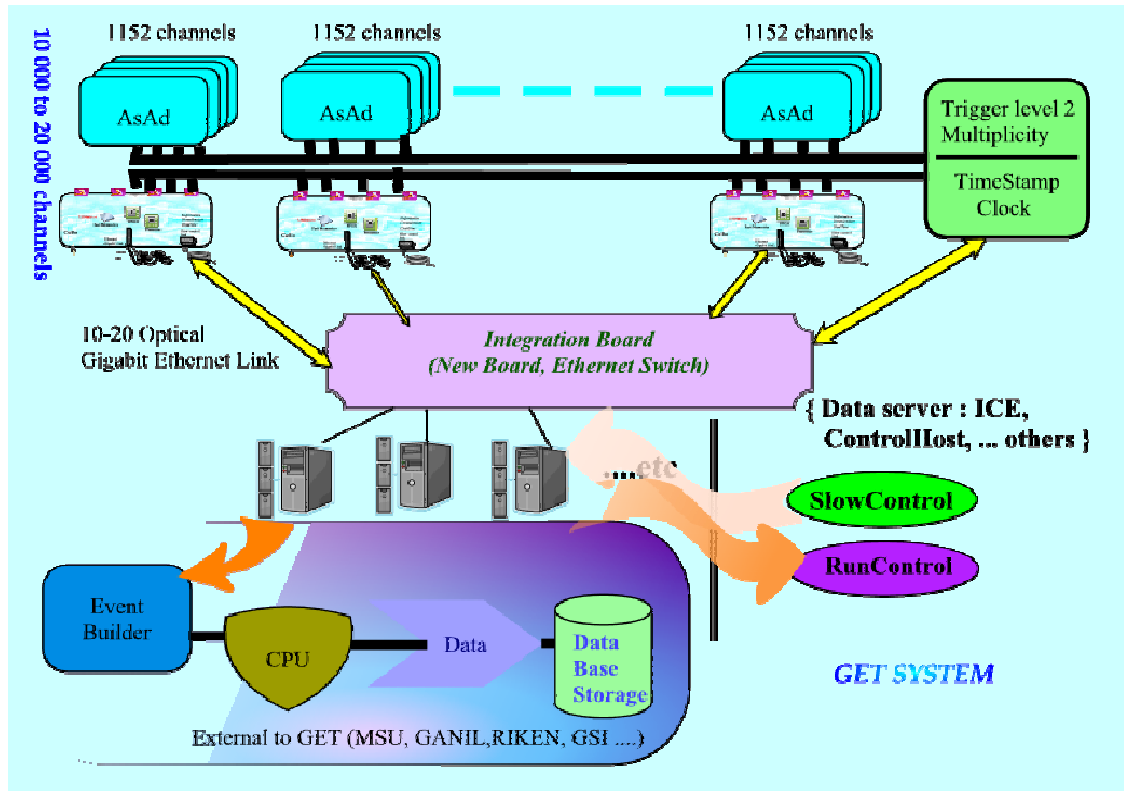 1152 channels
1152 channels
1152 channels
10 000 to 20 000 channels
AsAd
AsAd
AsAd
Trigger level 2
Multiplicity
TimeStamp
Clock
10-20 Optical
Gigabit Ethernet Link
Integration Board
(New Board, Ethernet Switch)
{ Data server : ICE,
ControlHost, ... others }
....etc
SlowControl
RunControl
Event
Builder
CPU
Data
Data
Base
Storage
GET SYSTEM
External to GET (MSU, GANIL,RIKEN, GSI ....)